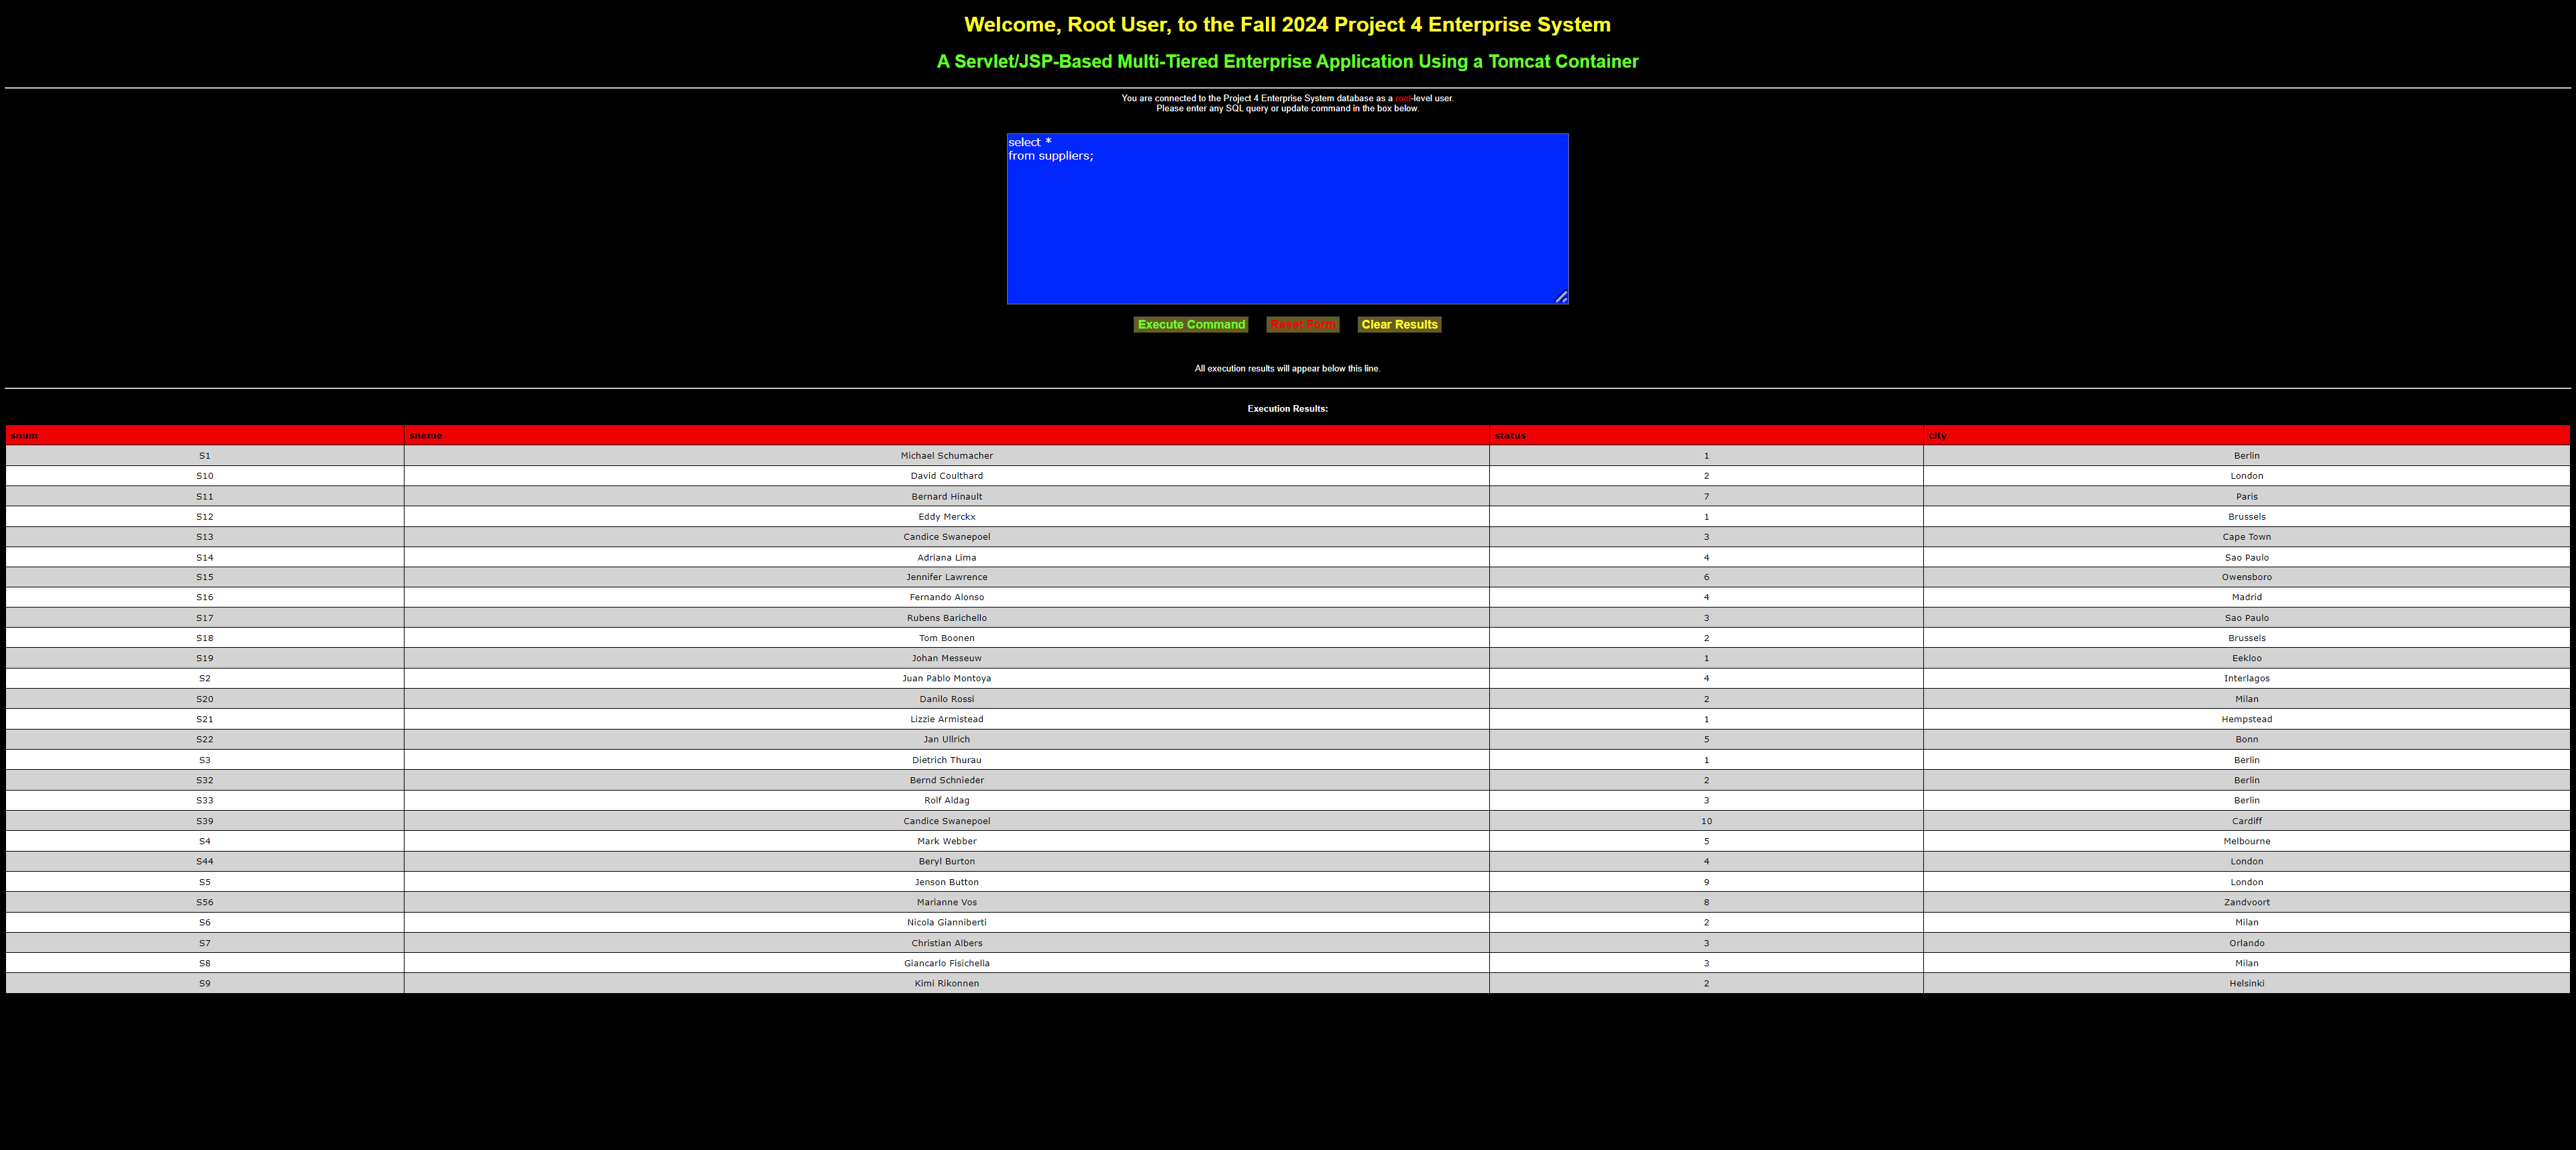 Welcome, Root User, to the Fall 2024 Project 4 Enterprise System
A Servlet/JSP-Based Multi-Tiered Enterprise Application Using a Tomcat Container
You are connected to the Project 4 Enterprise System database as a root-level user.
Please enter any SQL query or update command in the box below.
select *
from suppliers;
Execute Command Reset Form Clear Results
All execution results will appear below this line.
Execution Results:
snum sname status city
S1 Michael Schumacher 1 Berlin
S10 David Coulthard 2 London
S11 Bernard Hinault 7 Paris
S12 Eddy Merckx 1 Brussels
S13 Candice Swanepoel 3 Cape Town
S14 Adriana Lima 4 Sao Paulo
S15 Jennifer Lawrence 6 Owensboro
S16 Fernando Alonso 4 Madrid
S17 Rubens Barichello 3 Sao Paulo
S18 Tom Boonen 2 Brussels
S19 Johan Messeuw 1 Eekloo
S2 Juan Pablo Montoya 4 Interlagos
S20 Danilo Rossi 2 Milan
S21 Lizzie Armistead 1 Hempstead
S22 Jan Ullrich 5 Bonn
S3 Dietrich Thurau 1 Berlin
S32 Bernd Schnieder 2 Berlin
S33 Rolf Aldag 3 Berlin
S39 Candice Swanepoel 10 Cardiff
S4 Mark Webber 5 Melbourne
S44 Beryl Burton 4 London
S5 Jenson Button 9 London
S56 Marianne Vos 8 Zandvoort
S6 Nicola Gianniberti 2 Milan
S7 Christian Albers 3 Orlando
S8 Giancarlo Fisichella 3 Milan
S9 Kimi Rikonnen 2 Helsinki